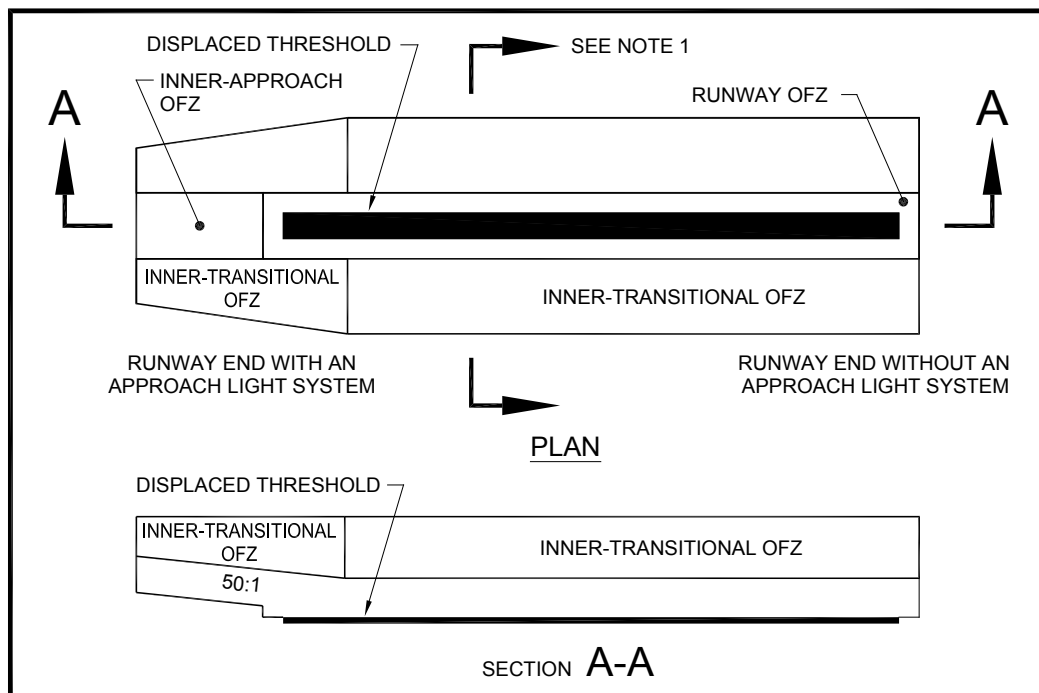 DISPLACED THRESHOLD
SEE NOTE 1
INNER-APPROACH
OFZ
RUNWAY OFZ
A
A
INNER-TRANSITIONAL
OFZ
INNER-TRANSITIONAL OFZ
RUNWAY END WITH AN
APPROACH LIGHT SYSTEM
RUNWAY END WITHOUT AN
APPROACH LIGHT SYSTEM
PLAN
DISPLACED THRESHOLD
INNER-TRANSITIONAL
OFZ
INNER-TRANSITIONAL OFZ
50:1
SECTION A-A